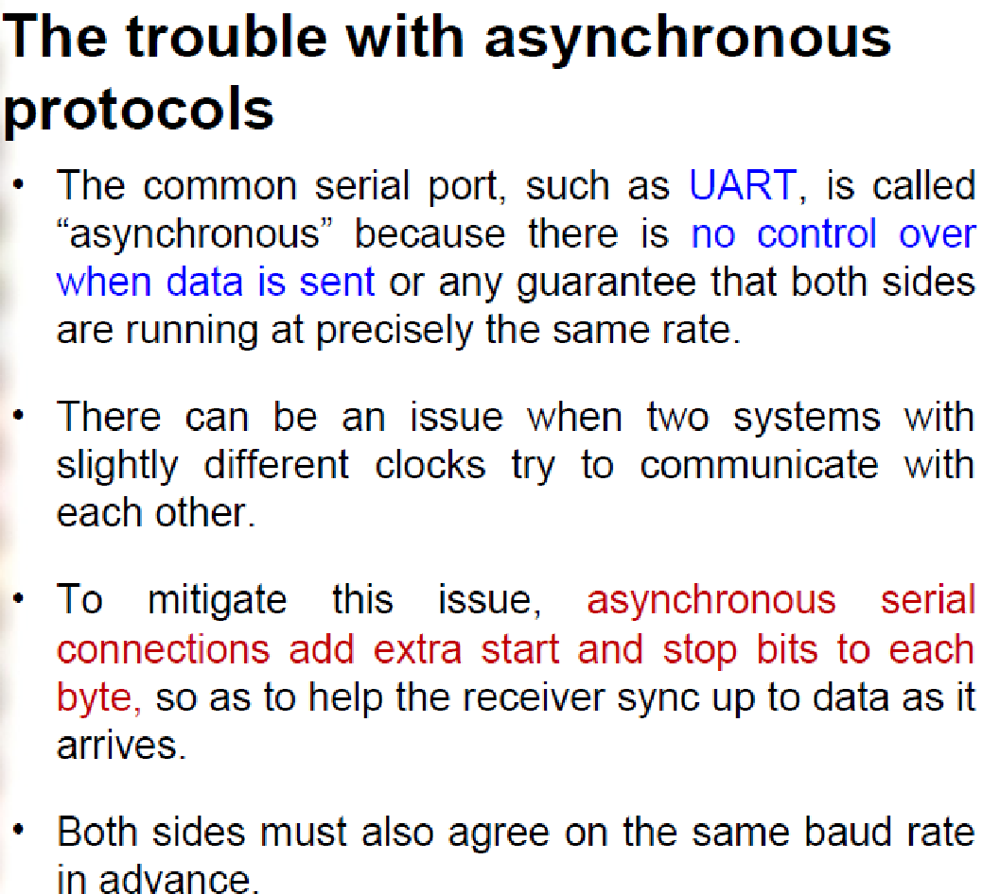 The trouble with asynchronous
protocols
• The common serial port, such as UART, is called
“asynchronous” because there is no control over
when data is sent or any guarantee that both sides
are running at precisely the same rate.
• There can be an issue when two systems with
slightly different clocks try to communicate with
each other.
• To mitigate this issue, asynchronous serial
connections add extra start and stop bits to each
byte, so as to help the receiver sync up to data as it
arrives.
• Both sides must also agree on the same baud rate
in advance.